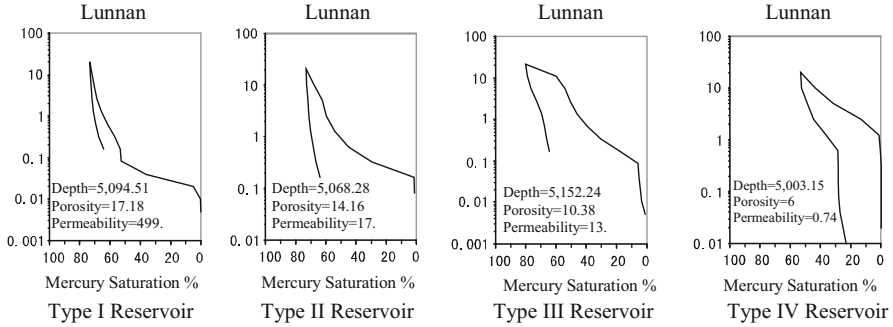 Lunnan
100
10
1
0.1
0.01
0.001
Depth=5,094.51
Porosity=17.18
Permeability=499.
100 80 60 40 20 0
Mercury Saturation %
Type I Reservoir
Lunnan
100
10
1
0.1
0.01
Depth=5,068.28
Porosity=14.16
Permeability=17.
100 80 60 40 20 0
Mercury Saturation %
Type II Reservoir
Lunnan
100
10
1
0.1
0.01
0.001
Depth=5,152.24
Porosity=10.38
Permeability=13.
100 80 60 40 20 0
Mercury Saturation %
Type III Reservoir
Lunnan
100
10
1
0.1
0.01
Depth=5,003.15
Porosity=6
Permeability=0.74
100 80 60 40 20 0
Mercury Saturation %
Type IV Reservoir